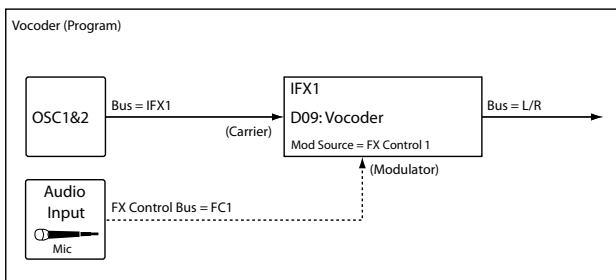 Vocoder (Program)
OSC1&2
Bus = IFX1
(Carrier)
IFX1
D09: Vocoder
Mod Source = FX Control 1
Bus = L/R
(Modulator)
Audio
Input
Mic
FX Control Bus = FC1